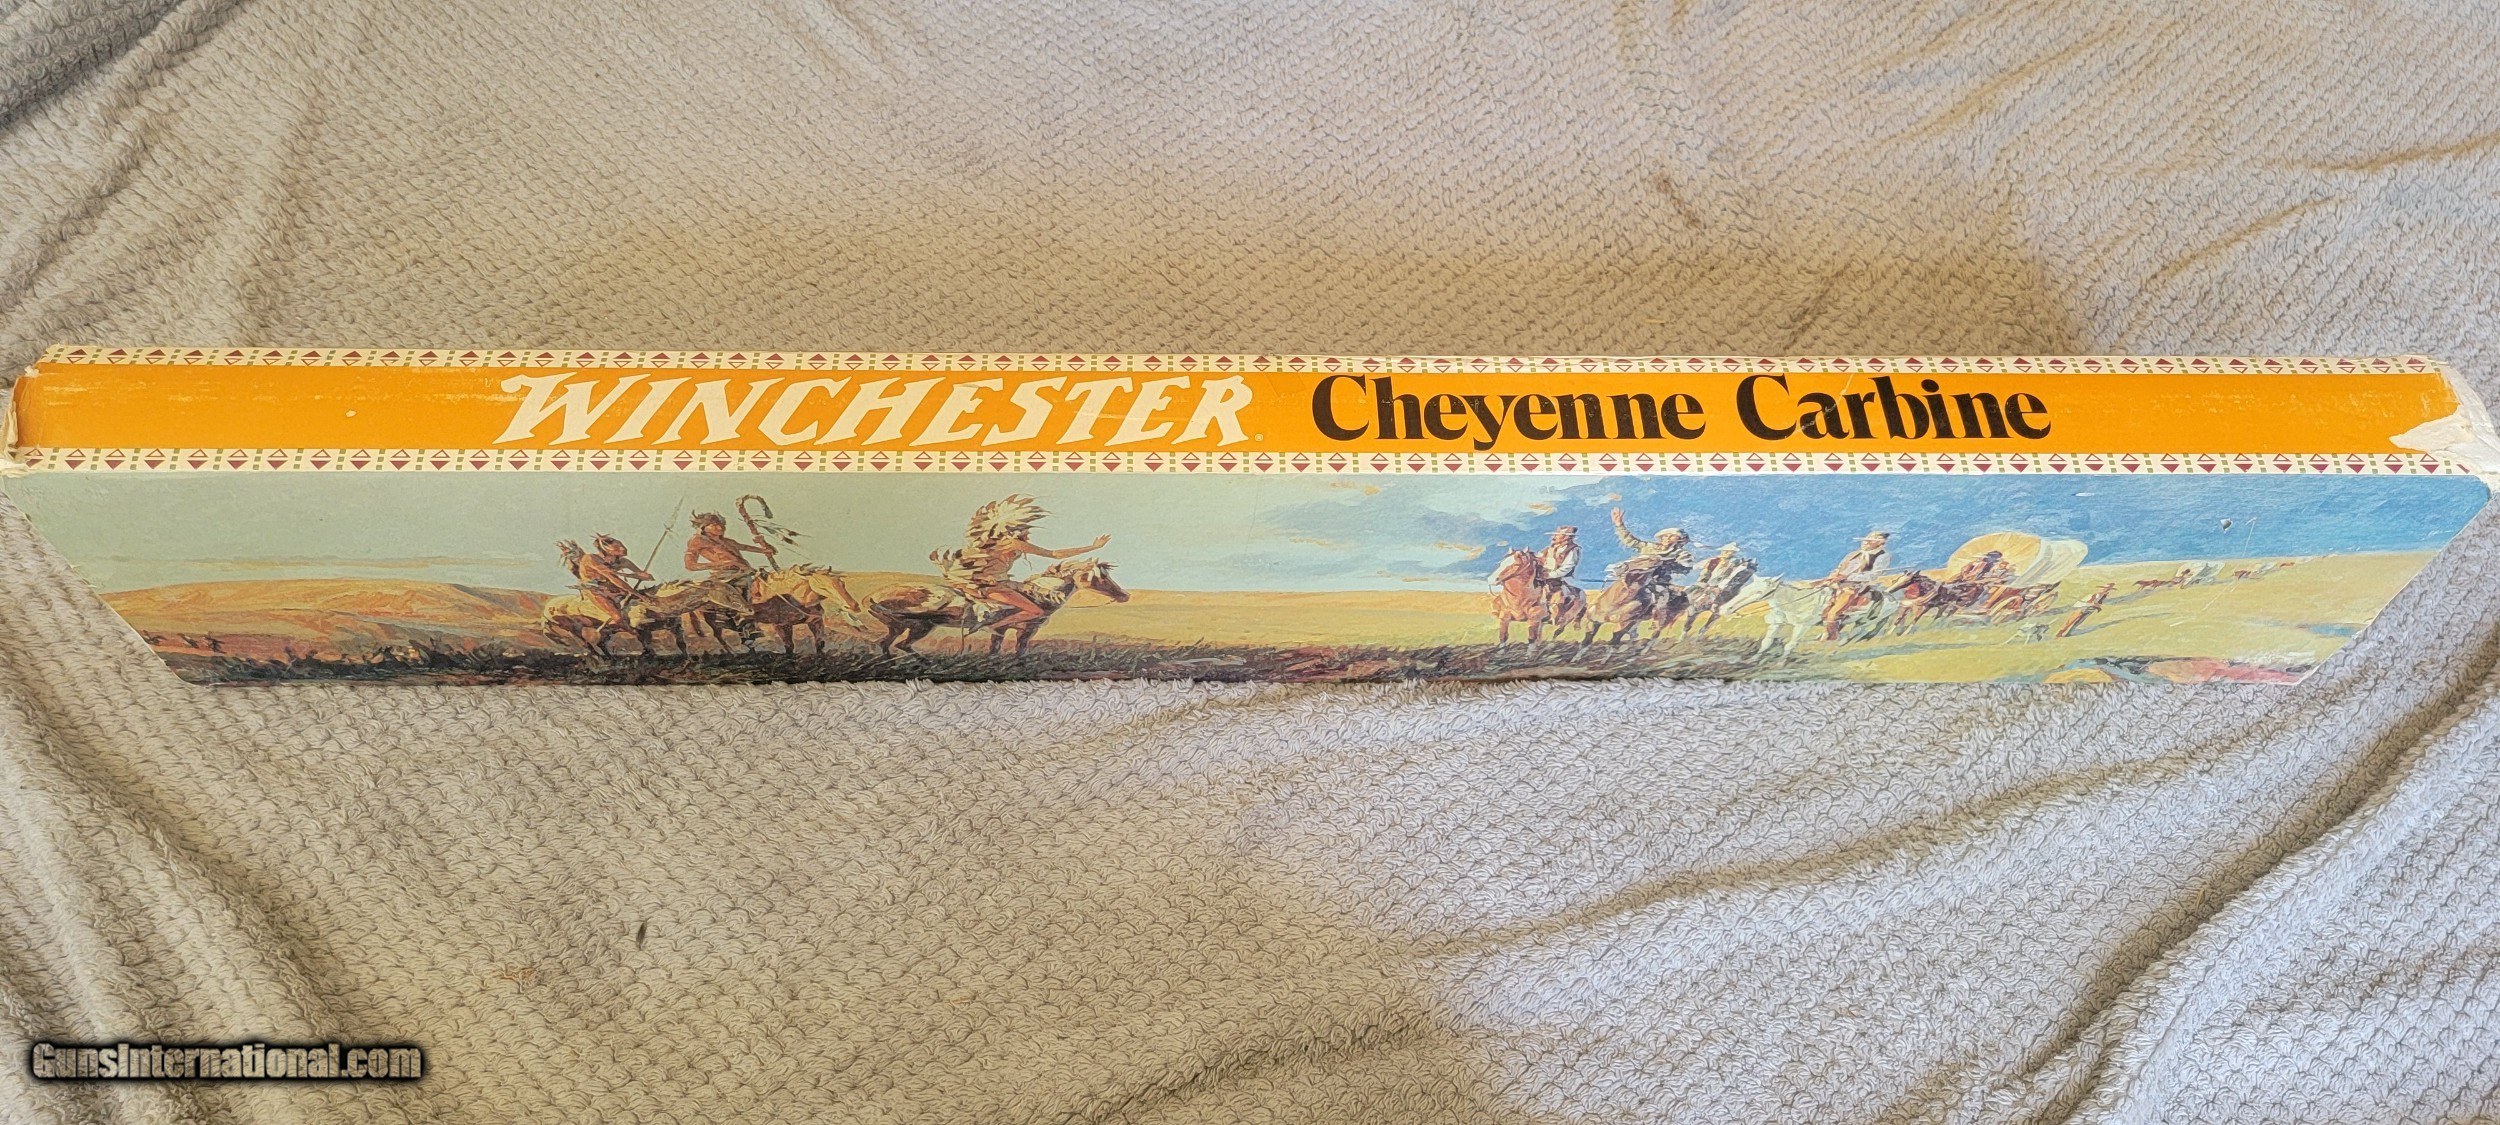 WINCHESTER® Cheyenne Carbine
GunsInternational.com